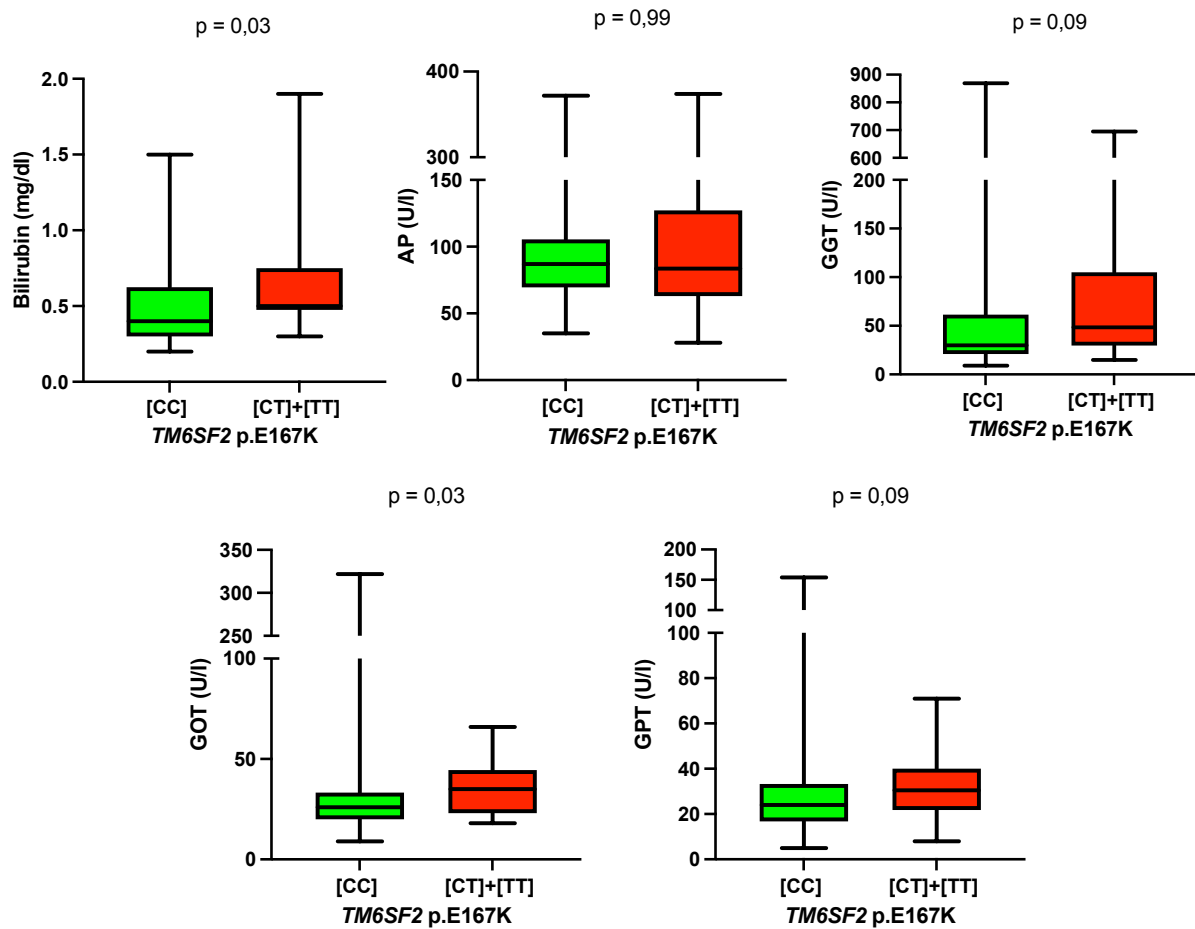 p = 0,03
p = 0,99
p = 0,09
Bilirubin (mg/dl)
2.0
1.5
1.0
0.5
0.0
[CC] [CT]+[TT]
TM6SF2 p.E167K
AP (U/l)
400
300
150
100
50
0
[CC] [CT]+[TT]
TM6SF2 p.E167K
GGT (U/l)
900
800
700
600
200
150
100
50
0
[CC] [CT]+[TT]
TM6SF2 p.E167K
p = 0,03
p = 0,09
GOT (U/l)
350
300
250
100
50
0
[CC] [CT]+[TT]
TM6SF2 p.E167K
GPT (U/l)
200
150
100
100
80
60
40
20
0
[CC] [CT]+[TT]
TM6SF2 p.E167K